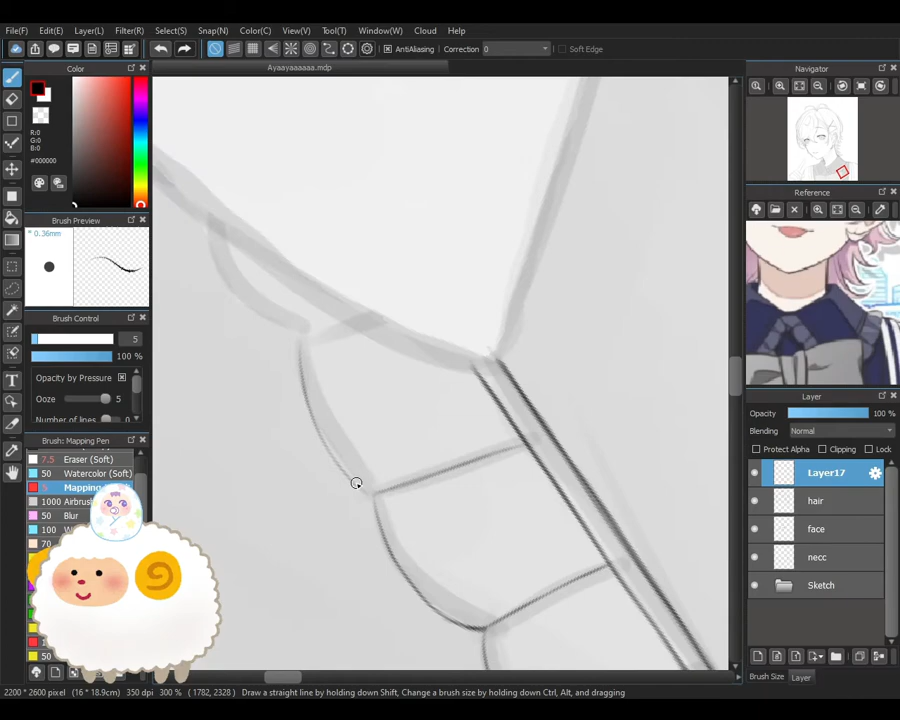 File(F) Edit(E) Layer(L) Filter(R) Select(S) Snap(N) Color(C) View(V) Tool(T) Window(W) Cloud Help(H)
AntiAliasing Correction 0 Soft Edge
Color
Ayaayaaaaaa.mdp
Navigator
R:0
G:0
B:0
#000000
Reference
Brush Preview
* 0.36mm
Brush Control
5
100 %
Opacity by Pressure
Ooze 5
Number of lines 0
Layer
Opacity 100 %
Blending Normal
Protect Alpha Clipping Lock
Brush: Mapping Pen
7.5 Eraser (Soft)
50 Watercolor (Soft)
5 Mapping
1000 Airbrus
50 Blur
100 W
70
50
Layer17
hair
face
necc
Sketch
Brush Size Layer
2200 * 2600 pixel (16 * 18.9cm) 350 dpi 300 % ( 1782, 2328 ) Draw a straight line by holding down Shift, Change a brush size by holding down Ctrl, Alt, and dragging